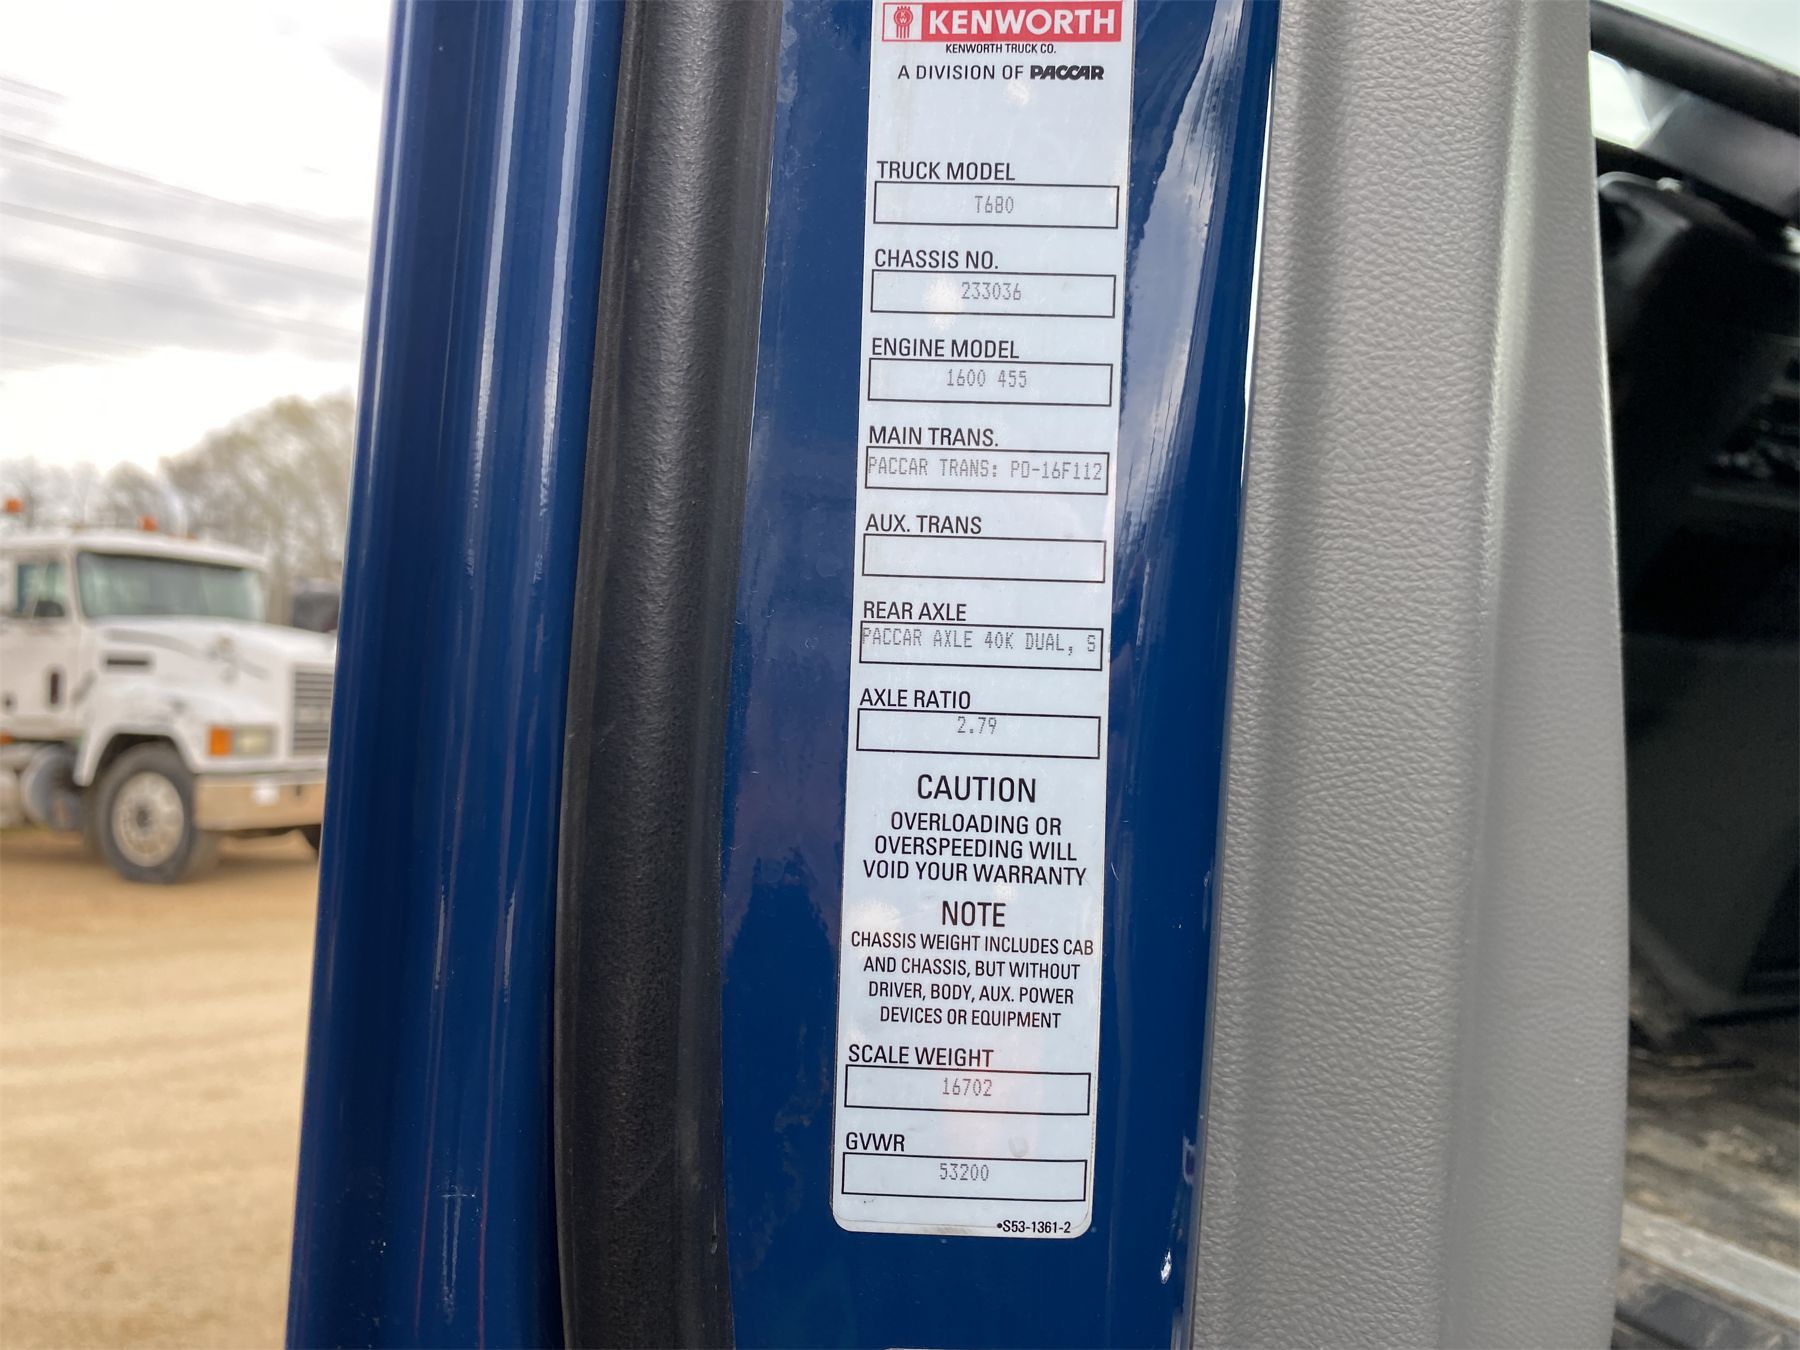 KENWORTH
KENWORTH TRUCK CO.
A DIVISION OF PACCAR
TRUCK MODEL
T680
CHASSIS NO.
233036
ENGINE MODEL
1600 455
MAIN TRANS.
PACCAR TRANS: PO-16F112
AUX. TRANS
REAR AXLE
PACCAR AXLE 40K DUAL, S
AXLE RATIO
2.79
CAUTION
OVERLOADING OR
OVERSPEEDING WILL
VOID YOUR WARRANTY
NOTE
CHASSIS WEIGHT INCLUDES CAB
AND CHASSIS, BUT WITHOUT
DRIVER, BODY, AUX. POWER
DEVICES OR EQUIPMENT
SCALE WEIGHT
16702
GVWR
53200
•S53-1361-2